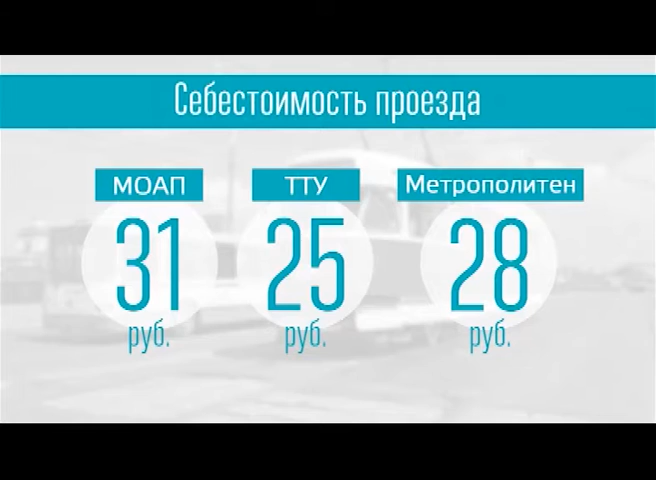 Себестоимость проезда
МОАП ТТУ Метрополитен
31 25 28
руб. руб. руб.